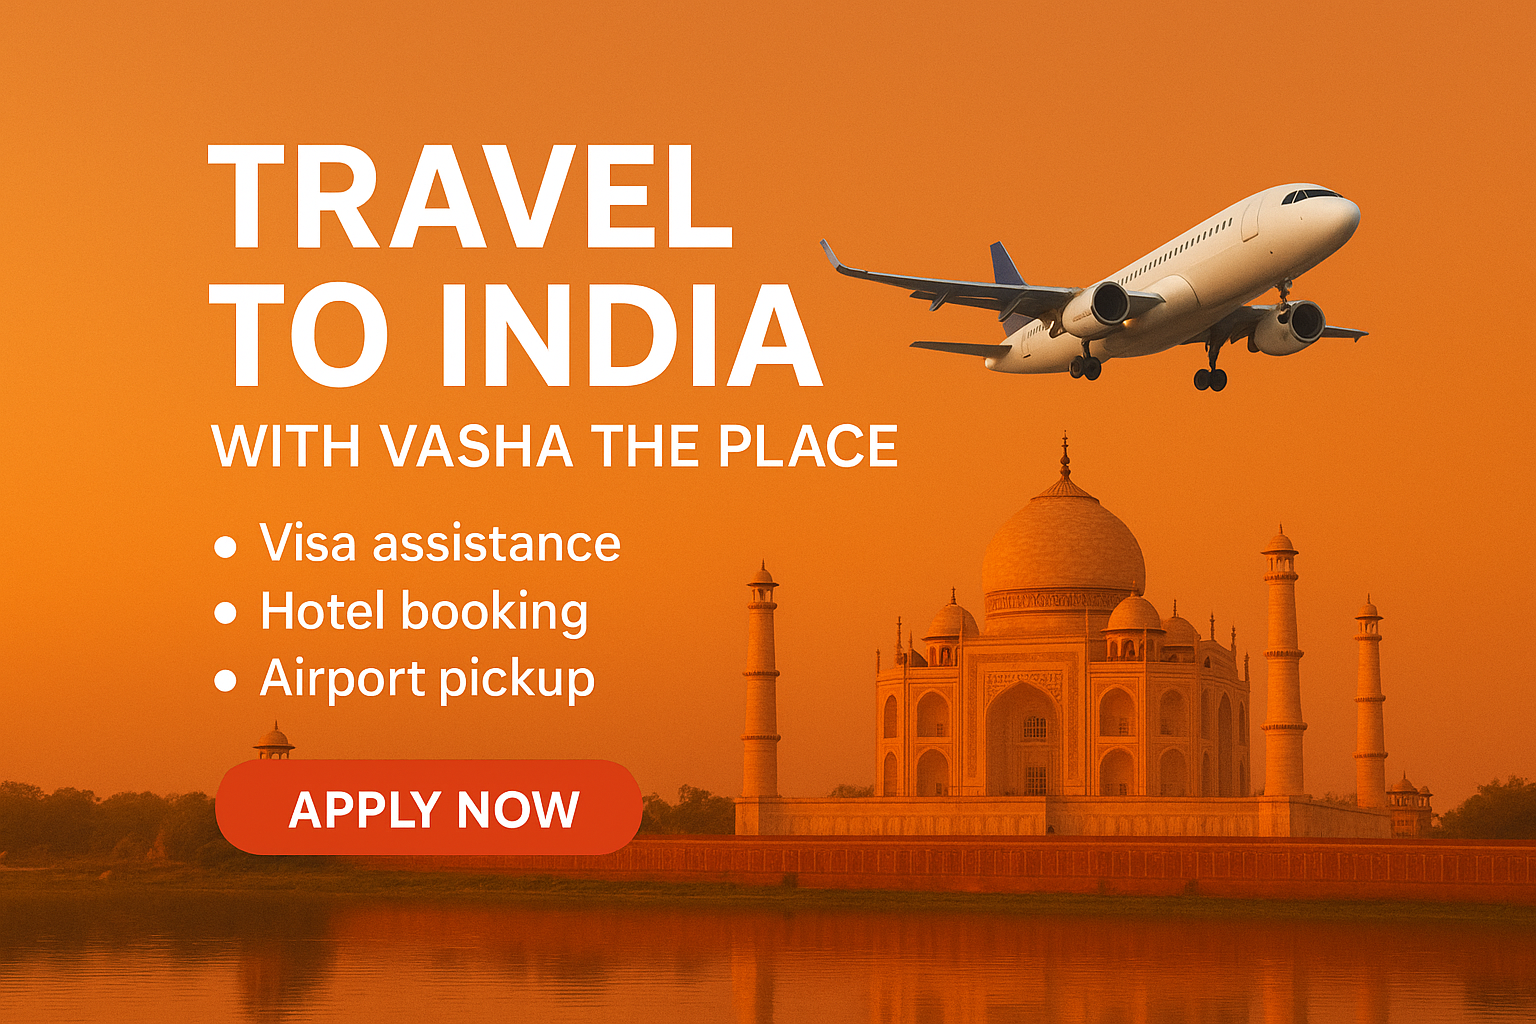 TRAVEL
TO INDIA
WITH VASHA THE PLACE
• Visa assistance
• Hotel booking
• Airport pickup
APPLY NOW